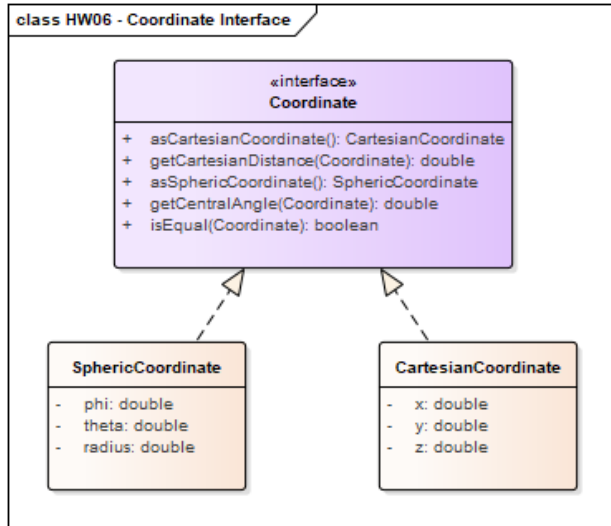 class HW06 - Coordinate Interface
«interface»
Coordinate
+ asCartesianCoordinate(): CartesianCoordinate
+ getCartesianDistance(Coordinate): double
+ asSphericCoordinate(): SphericCoordinate
+ getCentralAngle(Coordinate): double
+ isEqual(Coordinate): boolean
SphericCoordinate
- phi: double
- theta: double
- radius: double
CartesianCoordinate
- x: double
- y: double
- z: double